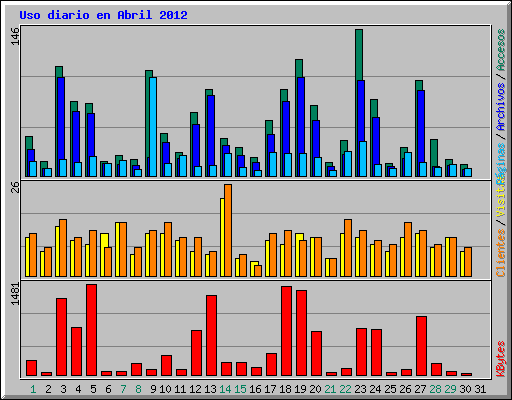 Uso diario en Abril 2012
146
26
1481
Accesos / Archivos / Páginas / Visitas / Clientes
KBytes
1 2 3 4 5 6 7 8 9 10 11 12 13 14 15 16 17 18 19 20 21 22 23 24 25 26 27 28 29 30 31